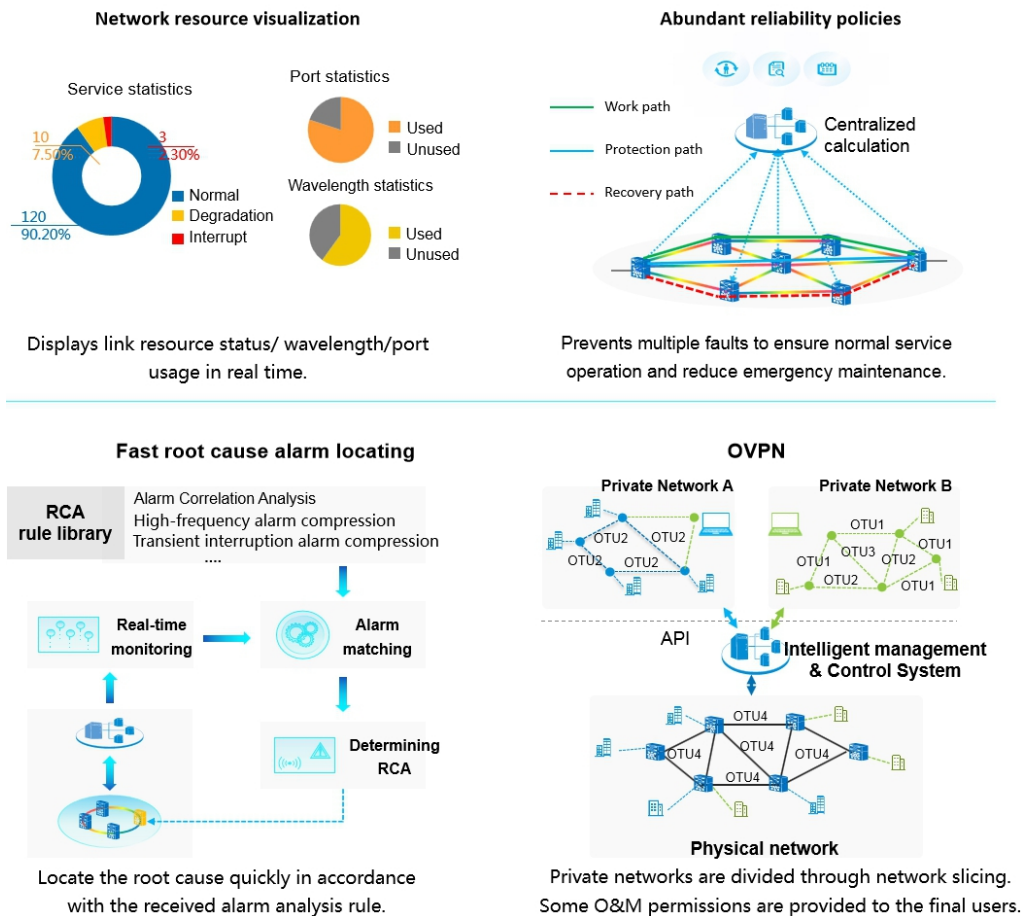 Network resource visualization
Service statistics
10
7.50%
3
2.30%
120
90.20%
Normal
Degradation
Interrupt
Port statistics
Used
Unused
Wavelength statistics
Used
Unused
Displays link resource status/ wavelength/port
usage in real time.
Abundant reliability policies
Work path
Protection path
Recovery path
Centralized
calculation
Prevents multiple faults to ensure normal service
operation and reduce emergency maintenance.
Fast root cause alarm locating
RCA
rule library
Alarm Correlation Analysis
High-frequency alarm compression
Transient interruption alarm compression
....
Real-time
monitoring
Alarm
matching
Determining
RCA
Locate the root cause quickly in accordance
with the received alarm analysis rule.
OVPN
Private Network A
OTU2
OTU2
OTU2
OTU2
Private Network B
OTU1
OTU3
OTU1
OTU1
OTU2
OTU2
OTU1
API
Intelligent management
& Control System
OTU4
OTU4
OTU4
OTU4
OTU4
Physical network
Private networks are divided through network slicing.
Some O&M permissions are provided to the final users.